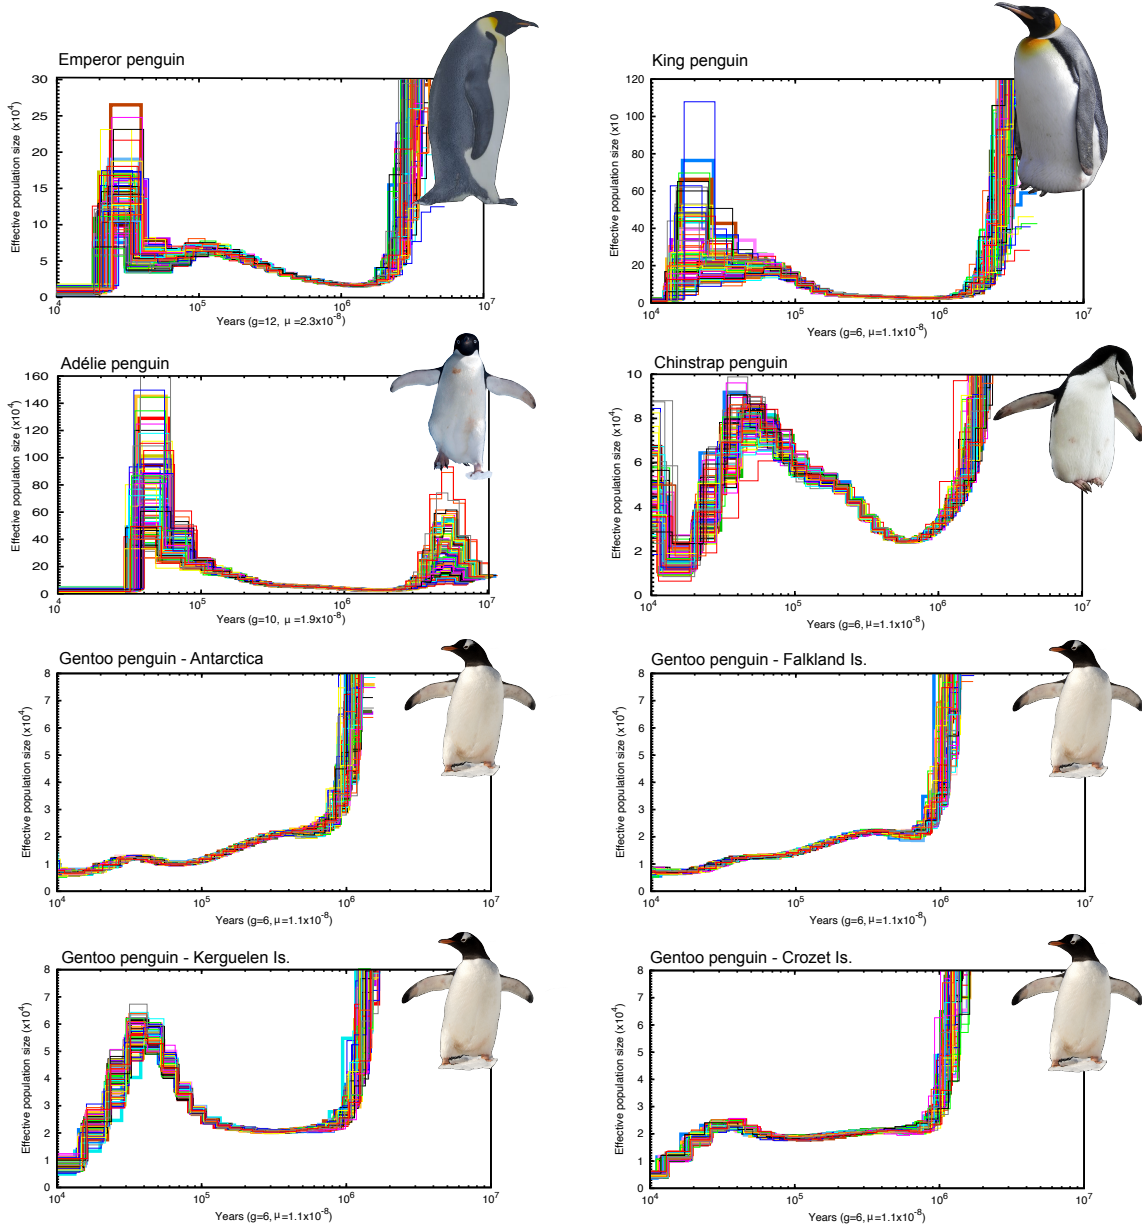 Emperor penguin
30
25
20
15
10
5
0
Effective population size (x10⁴)
10⁴ 10⁵ 10⁶ 10⁷
Years (g=12, μ=2.3x10⁻⁸)
King penguin
120
100
80
60
40
20
0
Effective population size (x10
10⁴ 10⁵ 10⁶ 10⁷
Years (g=6, μ=1.1x10⁻⁸)
Adélie penguin
160
140
120
100
80
60
40
20
0
Effective population size (x10⁴)
10⁴ 10⁵ 10⁶ 10⁷
Years (g=10, μ=1.9x10⁻⁸)
Chinstrap penguin
10
8
6
4
2
0
Effective population size (x10⁴)
10⁴ 10⁵ 10⁶ 10⁷
Years (g=6, μ=1.1x10⁻⁸)
Gentoo penguin - Antarctica
8
7
6
5
4
3
2
1
0
Effective population size (x10⁴)
10⁴ 10⁵ 10⁶ 10⁷
Years (g=6, μ=1.1x10⁻⁸)
Gentoo penguin - Falkland Is.
8
7
6
5
4
3
2
1
0
Effective population size (x10⁴)
10⁴ 10⁵ 10⁶ 10⁷
Years (g=6, μ=1.1x10⁻⁸)
Gentoo penguin - Kerguelen Is.
8
7
6
5
4
3
2
1
0
Effective population size (x10⁴)
10⁴ 10⁵ 10⁶ 10⁷
Years (g=6, μ=1.1x10⁻⁸)
Gentoo penguin - Crozet Is.
8
7
6
5
4
3
2
1
0
Effective population size (x10⁴)
10⁴ 10⁵ 10⁶ 10⁷
Years (g=6, μ=1.1x10⁻⁸)